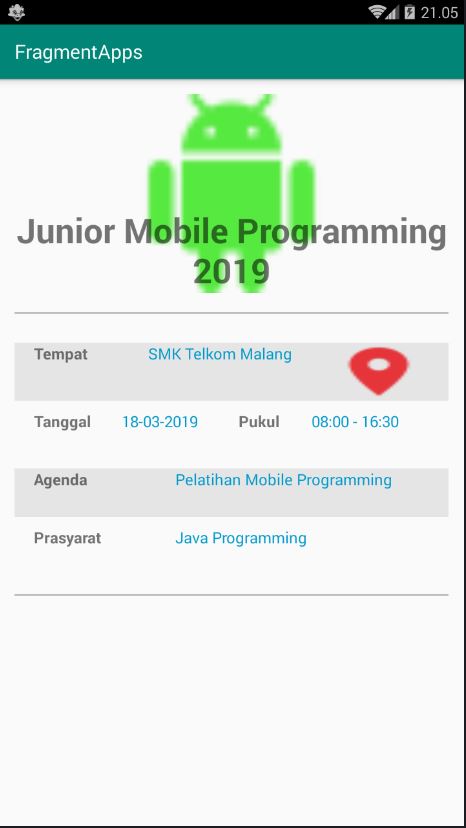 21.05
FragmentApps
Junior Mobile Programming
2019
Tempat SMK Telkom Malang
Tanggal 18-03-2019 Pukul 08:00 - 16:30
Agenda Pelatihan Mobile Programming
Prasyarat Java Programming